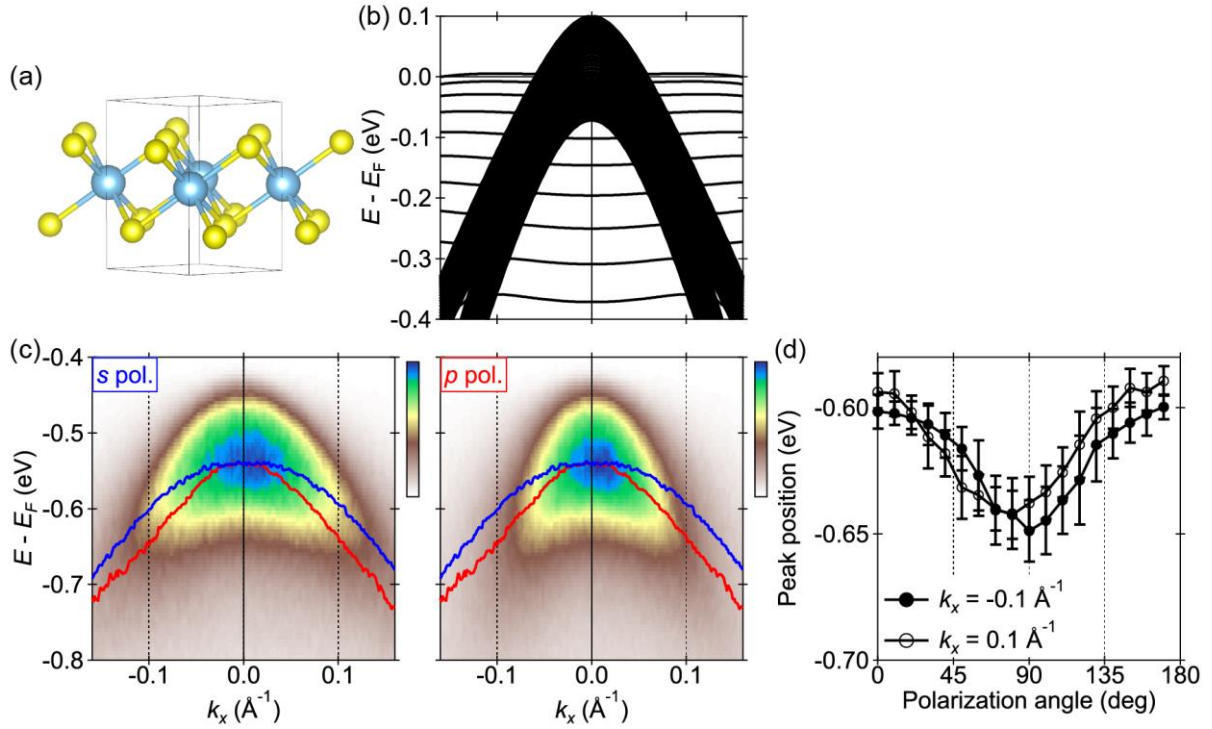 (a)
(b)
0.1
0.0
-0.1
-0.2
-0.3
-0.4
E - E_F (eV)
(c)
s pol.
p pol.
-0.4
-0.5
-0.6
-0.7
-0.8
E - E_F (eV)
-0.1 0.0 0.1
k_x (Å⁻¹)
-0.1 0.0 0.1
k_x (Å⁻¹)
(d)
-0.60
-0.65
-0.70
Peak position (eV)
k_x = -0.1 Å⁻¹
k_x = 0.1 Å⁻¹
0 45 90 135 180
Polarization angle (deg)